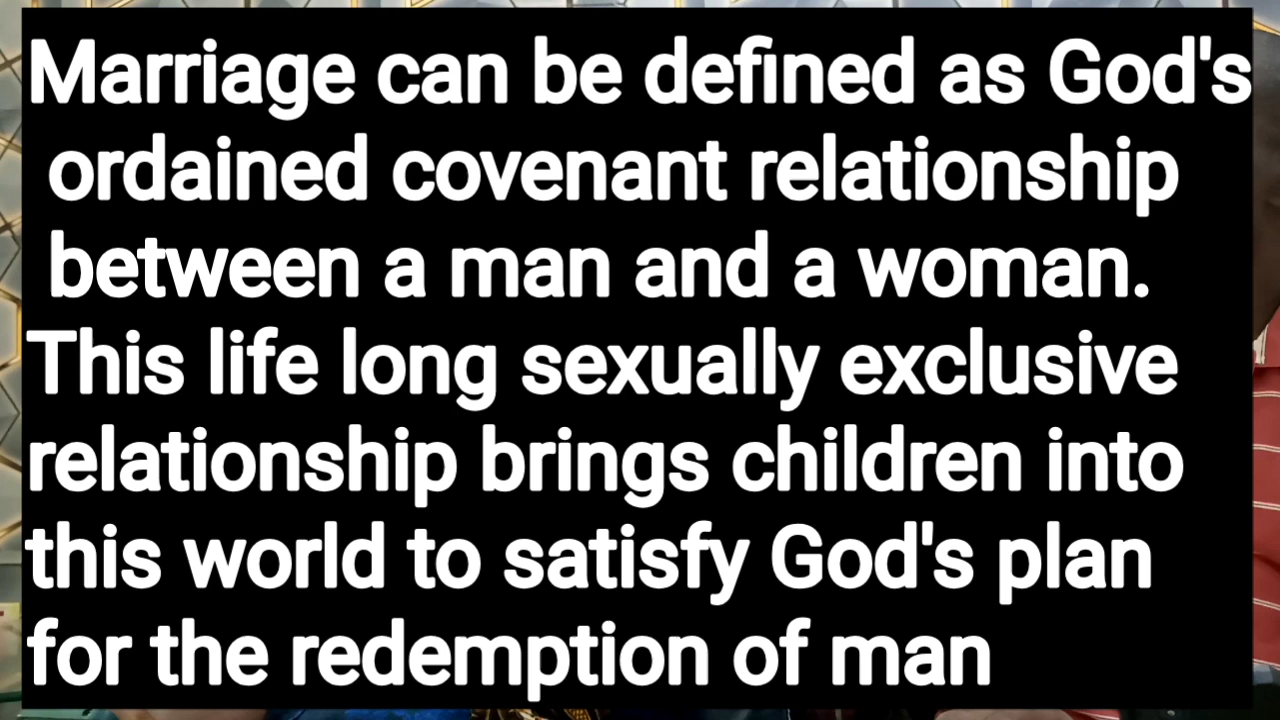 Marriage can be defined as God's
ordained covenant relationship
between a man and a woman.
This life long sexually exclusive
relationship brings children into
this world to satisfy God's plan
for the redemption of man